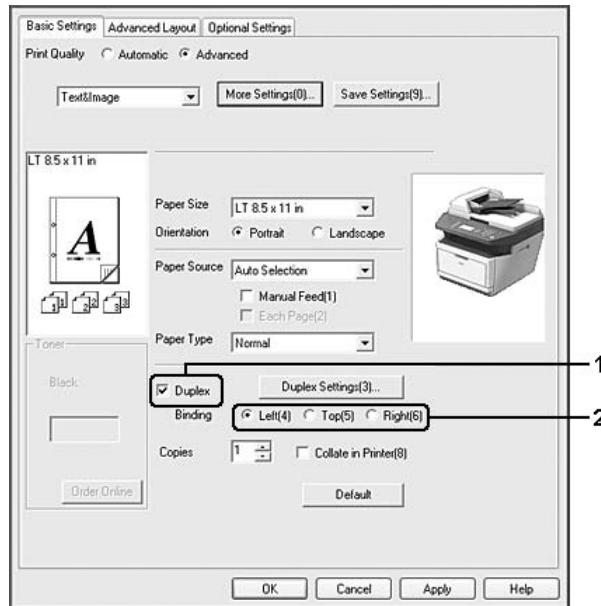 Basic Settings Advanced Layout Optional Settings
Print Quality Automatic Advanced
Text&Image More Settings(0)... Save Settings(9)...
LT 8.5 x 11 in
A
Paper Size LT 8.5 x 11 in
Orientation Portrait Landscape
Paper Source Auto Selection
Manual Feed(1)
Each Page(2)
Paper Type Normal
Toner
Black
Order Online
1
Duplex Duplex Settings(3)...
Binding Left(4) Top(5) Right(6)
2
Copies 1 Collate in Printer(8)
Default
OK Cancel Apply Help